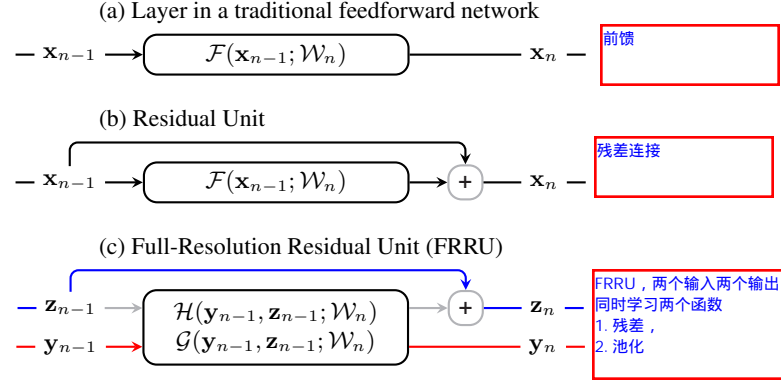 (a) Layer in a traditional feedforward network
x_{n−1} F(x_{n−1}; W_n) x_n
前馈
(b) Residual Unit
x_{n−1} F(x_{n−1}; W_n) + x_n
残差连接
(c) Full-Resolution Residual Unit (FRRU)
z_{n−1} H(y_{n−1}, z_{n−1}; W_n) + z_n
y_{n−1} G(y_{n−1}, z_{n−1}; W_n) y_n
FRRU，两个输入两个输出
同时学习两个函数
1. 残差，
2. 池化